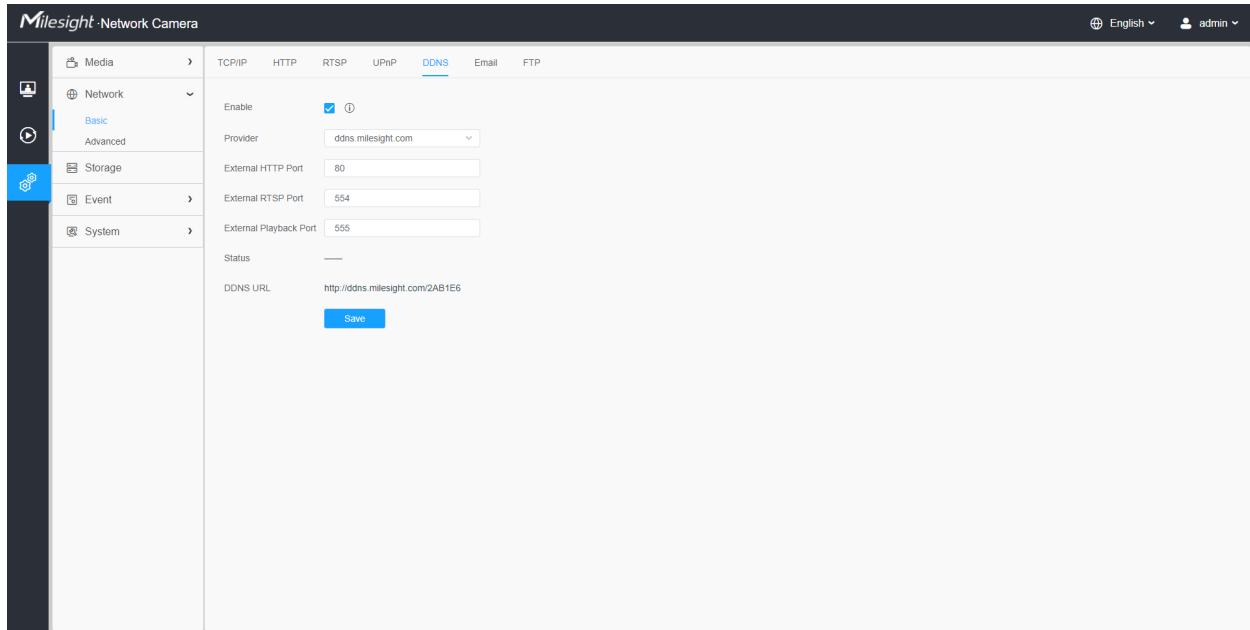 Milesight · Network Camera
English
admin
Media
Network
Basic
Advanced
Storage
Event
System
TCP/IP HTTP RTSP UPnP DDNS Email FTP
Enable
Provider ddns.milesight.com
External HTTP Port 80
External RTSP Port 554
External Playback Port 555
Status —
DDNS URL http://ddns.milesight.com/2AB1E6
Save